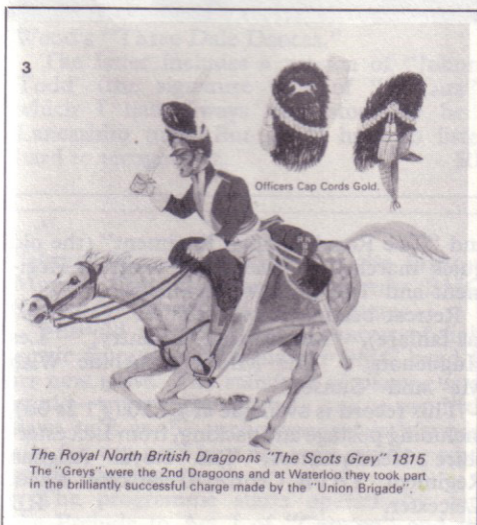 3
Officers Cap Cords Gold.
The Royal North British Dragoons "The Scots Grey" 1815
The "Greys" were the 2nd Dragoons and at Waterloo they took part
in the brilliantly successful charge made by the "Union Brigade".